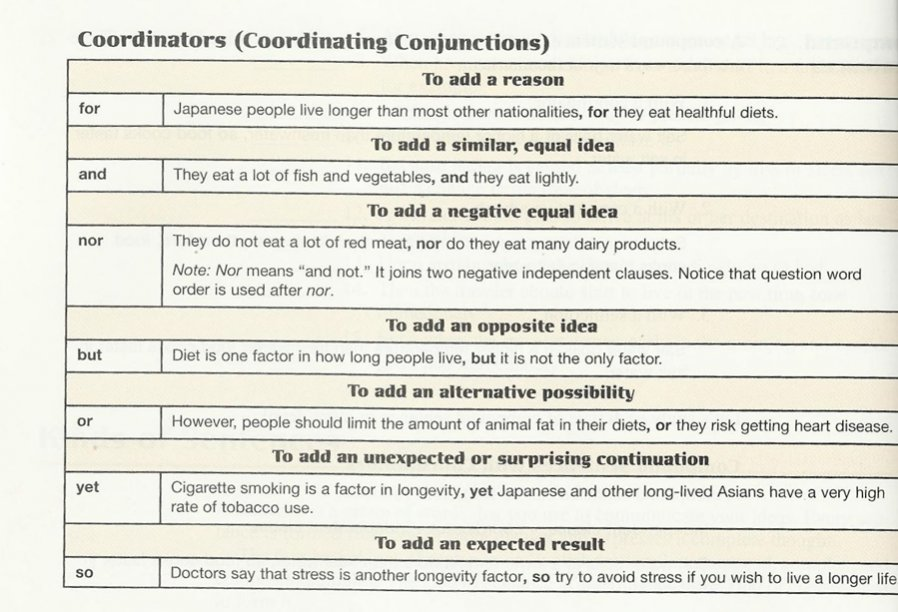 Coordinators (Coordinating Conjunctions)
To add a reason
for Japanese people live longer than most other nationalities, for they eat healthful diets.
To add a similar, equal idea
and They eat a lot of fish and vegetables, and they eat lightly.
To add a negative equal idea
nor They do not eat a lot of red meat, nor do they eat many dairy products.
Note: Nor means “and not.” It joins two negative independent clauses. Notice that question word
order is used after nor.
To add an opposite idea
but Diet is one factor in how long people live, but it is not the only factor.
To add an alternative possibility
or However, people should limit the amount of animal fat in their diets, or they risk getting heart disease.
To add an unexpected or surprising continuation
yet Cigarette smoking is a factor in longevity, yet Japanese and other long-lived Asians have a very high
rate of tobacco use.
To add an expected result
so Doctors say that stress is another longevity factor, so try to avoid stress if you wish to live a longer life